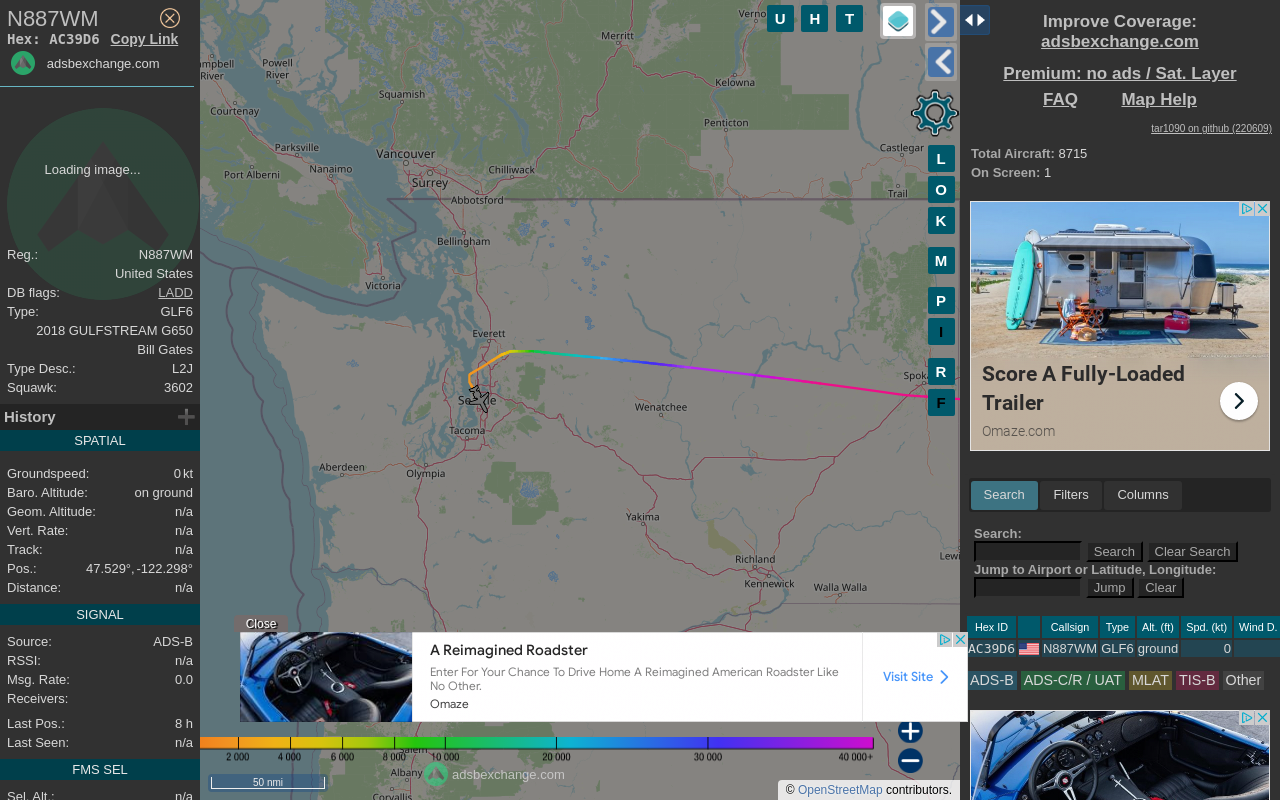 N887WM
Hex: AC39D6 Copy Link
adsbexchange.com
Loading image...
Reg.: N887WM
United States
DB flags: LADD
Type: GLF6
2018 GULFSTREAM G650
Bill Gates
Type Desc.: L2J
Squawk: 3602
History
SPATIAL
Groundspeed: 0 kt
Baro. Altitude: on ground
Geom. Altitude: n/a
Vert. Rate: n/a
Track: n/a
Pos.: 47.529°, -122.298°
Distance: n/a
SIGNAL
Source: ADS-B
RSSI: n/a
Msg. Rate: 0.0
Receivers:
Last Pos.: 8 h
Last Seen: n/a
FMS SEL
Sel. Alt.: n/a
U H T
Merritt
Powell
River
River
Kelowna
Squamish
Courtenay
Penticton
Parksville
Vancouver
Castlegar
Port Alberni
Nanaimo
Chilliwack
Surrey
Trail
Abbotsford
Bellingham
Victoria
Everett
Wenatchee
Tacoma
Aberdeen
Olympia
Yakima
Richland
Kennewick
Walla Walla
Albany
Corvallis
L
O
K
M
P
I
R
F
Close
A Reimagined Roadster
Enter For Your Chance To Drive Home A Reimagined American Roadster Like
No Other.
Omaze
Visit Site
2 000 4 000 6 000 8 000 10 000 20 000 30 000 40 000+
50 nmi
adsbexchange.com
© OpenStreetMap contributors.
Improve Coverage:
adsbexchange.com
Premium: no ads / Sat. Layer
FAQ Map Help
tar1090 on github (220609)
Total Aircraft: 8715
On Screen: 1
Score A Fully-Loaded
Trailer
Omaze.com
Search Filters Columns
Search:
Search Clear Search
Jump to Airport or Latitude, Longitude:
Jump Clear
Hex ID Callsign Type Alt. (ft) Spd. (kt) Wind D.
AC39D6 N887WM GLF6 ground 0
ADS-B ADS-C/R / UAT MLAT TIS-B Other